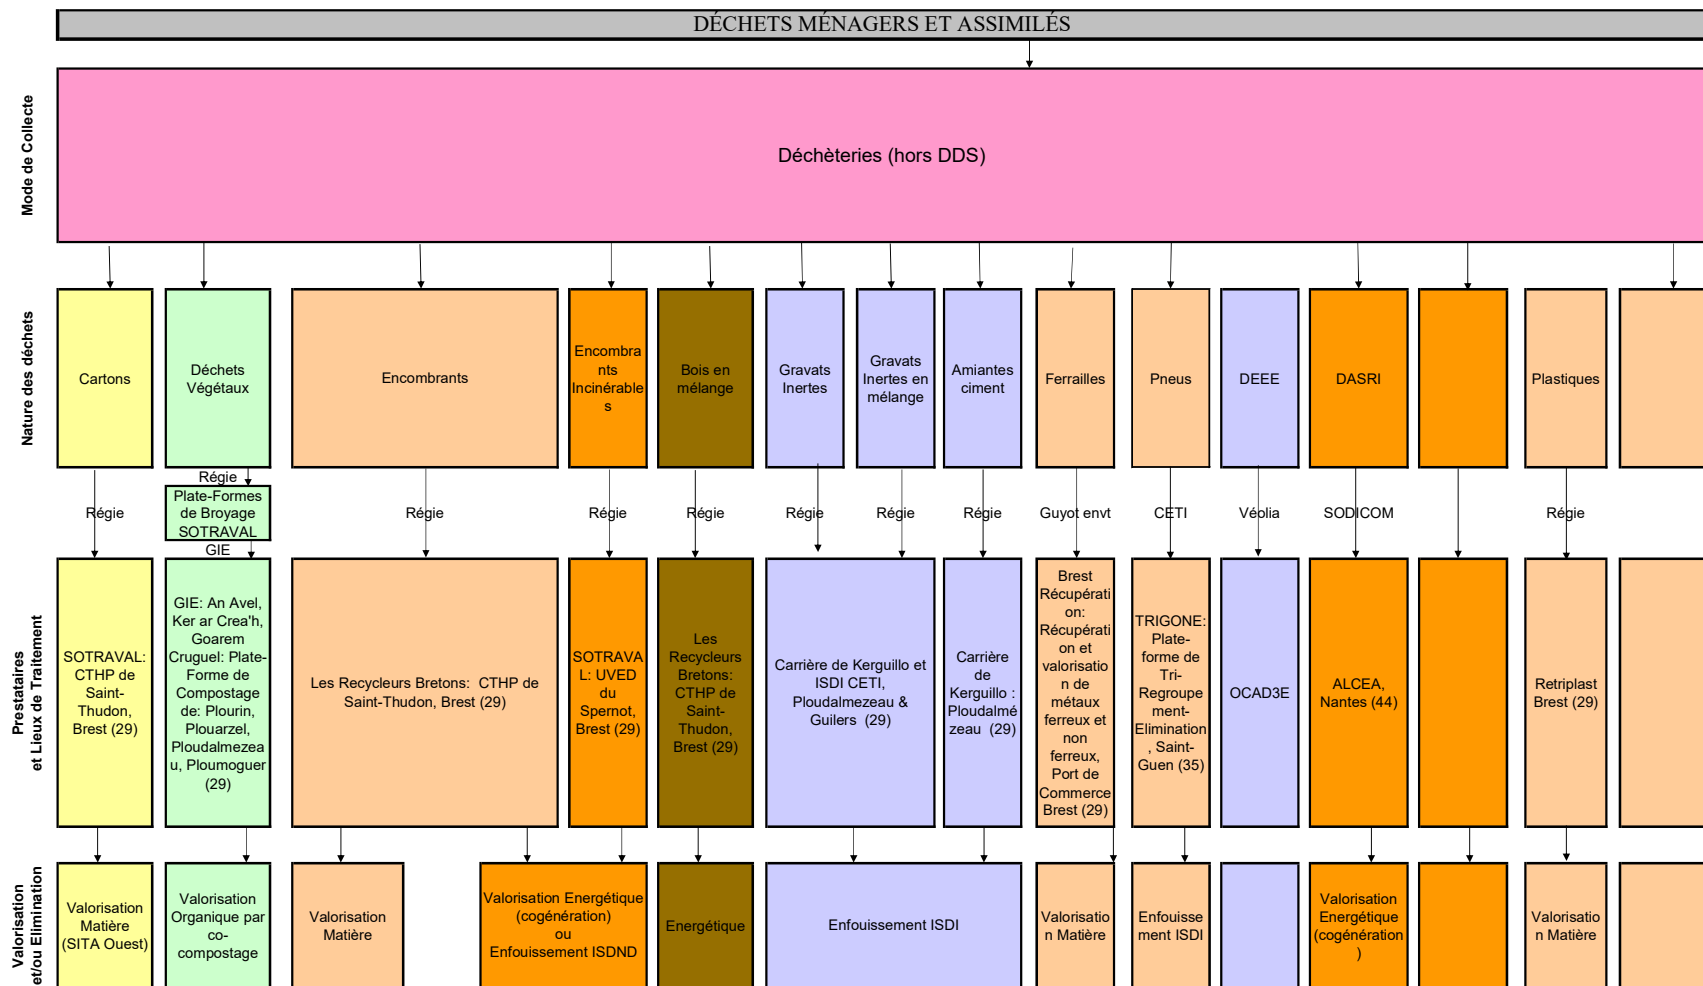 DÉCHETS MÉNAGERS ET ASSIMILÉS
Mode de Collecte
Déchèteries (hors DDS)
Nature des déchets
Cartons
Déchets
Végétaux
Encombrants
Encombra
nts
Incinérable
s
Bois en
mélange
Gravats
Inertes
Gravats
Inertes en
mélange
Amiantes
ciment
Ferrailles
Pneus
DEEE
DASRI
Plastiques
Régie
Régie
Plate-Formes
de Broyage
SOTRAVAL
GIE
Régie
Régie
Régie
Régie
Régie
Régie
Guyot envt
CETI
Véolia
SODICOM
Régie
Prestataires
et Lieux de Traitement
SOTRAVAL:
CTHP de
Saint-
Thudon,
Brest (29)
GIE: An Avel,
Ker ar Crea'h,
Goarem
Cruguel: Plate-
Forme de
Compostage
de: Plourin,
Plouarzel,
Ploudalmezea
u, Ploumoguer
(29)
Les Recycleurs Bretons:  CTHP de
Saint-Thudon, Brest (29)
SOTRAVA
L: UVED
du
Spernot,
Brest (29)
Les
Recycleurs
Bretons:
CTHP de
Saint-
Thudon,
Brest (29)
Carrière de Kerguillo et
ISDI CETI,
Ploudalmezeau &
Guilers  (29)
Carrière
de
Kerguillo :
Ploudalmé
zeau  (29)
Brest
Récupérati
on:
Récupérati
on et
valorisatio
n de
métaux
ferreux et
non
ferreux,
Port de
Commerce
Brest (29)
TRIGONE:
Plate-
forme de
Tri-
Regroupe
ment-
Elimination
, Saint-
Guen (35)
OCAD3E
ALCEA,
Nantes (44)
Retriplast
Brest (29)
Valorisation
et/ou Elimination
Valorisation
Matière
(SITA Ouest)
Valorisation
Organique par
co-
compostage
Valorisation
Matière
Valorisation Energétique
(cogénération)
ou
Enfouissement ISDND
Energétique
Enfouissement ISDI
Valorisatio
n Matière
Enfouisse
ment ISDI
Valorisation
Energétique
(cogénération
)
Valorisatio
n Matière